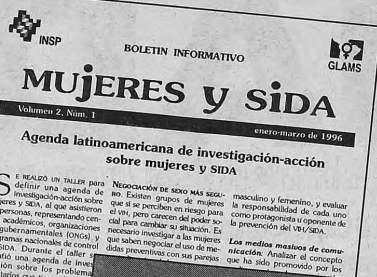 INSP
BOLETIN INFORMATIVO
GLAMS
MUJERES y SiDA
Volumen 2, Núm. 1
enero-marzo de 1996
Agenda latinoamericana de investigación-acción
sobre mujeres y SIDA
SE REALIZÓ UN TALLER para
definir una agenda de
investigación-acción sobre
jeres y SIDA, al que asistieron
personas, representando cen-
académicos, organizaciones
gubernamentales (ONGs) y
gramas nacionales de control
SIDA. Durante el taller s
una agenda de inves
ión sobre los problema
NEGOCIACIÓN DE SEXO MÁS SEGU-
RO. Existen grupos de mujeres
que sí se perciben en riesgo para
el VIH, pero carecen del poder so-
cial para cambiar su situación. Es
necesario investigar a las mujeres
que saben negociar el uso de me-
didas preventivas con sus parejas
masculino y femenino, y evaluar
la responsabilidad de cada uno
como protagonista u oponente de
la prevención del VIH/SIDA.
Los medios masivos de comu-
nicación. Analizar el concepto
que ha sido promovido por los